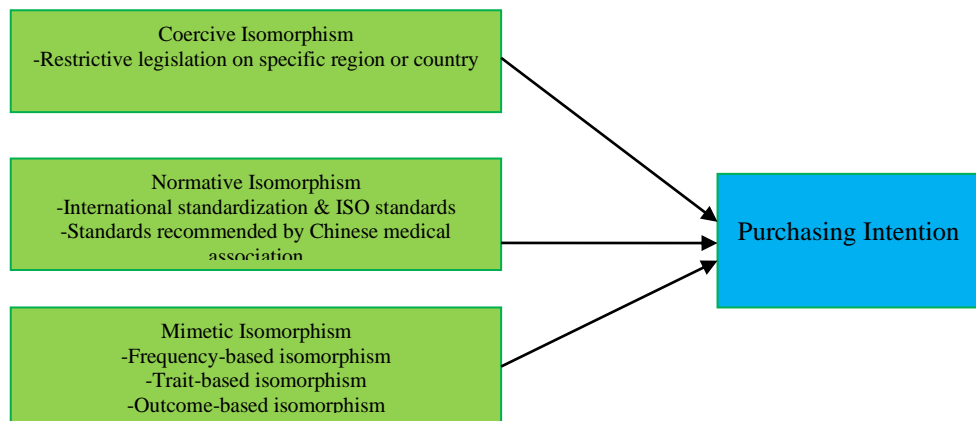 Coercive Isomorphism
-Restrictive legislation on specific region or country
Normative Isomorphism
-International standardization & ISO standards
-Standards recommended by Chinese medical
association
Purchasing Intention
Mimetic Isomorphism
-Frequency-based isomorphism
-Trait-based isomorphism
-Outcome-based isomorphism